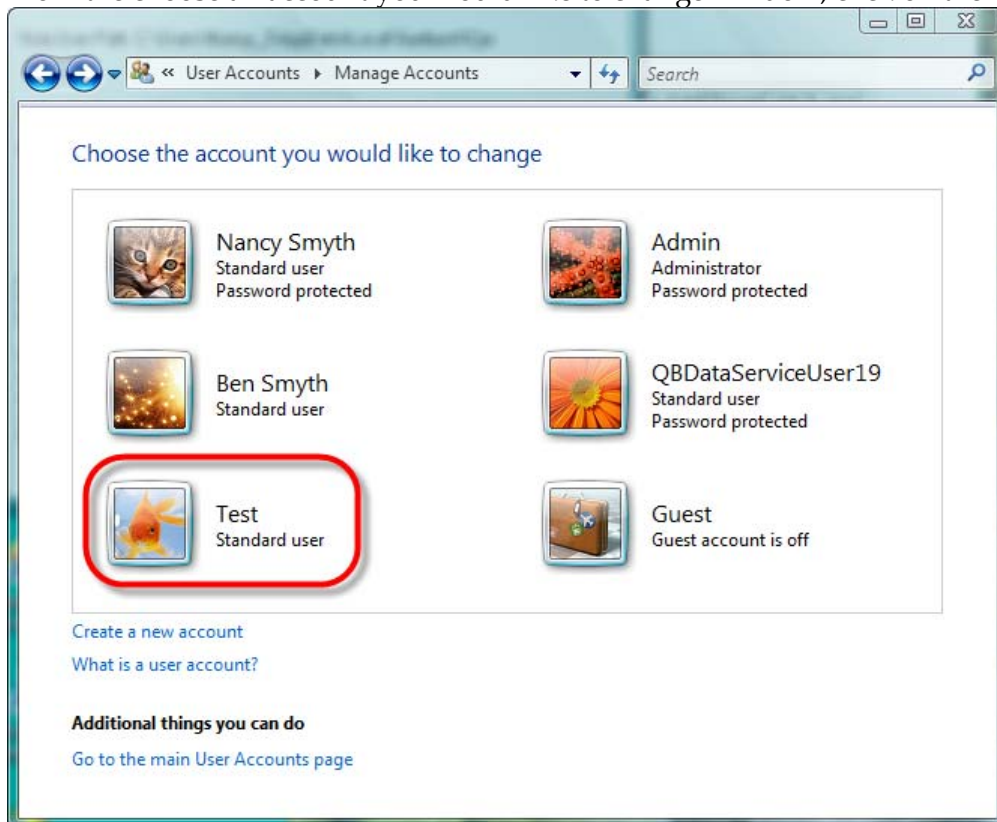 « User Accounts ▸ Manage Accounts
Search
Choose the account you would like to change
Nancy Smyth
Standard user
Password protected
Admin
Administrator
Password protected
Ben Smyth
Standard user
QBDataServiceUser19
Standard user
Password protected
Test
Standard user
Guest
Guest account is off
Create a new account
What is a user account?
Additional things you can do
Go to the main User Accounts page